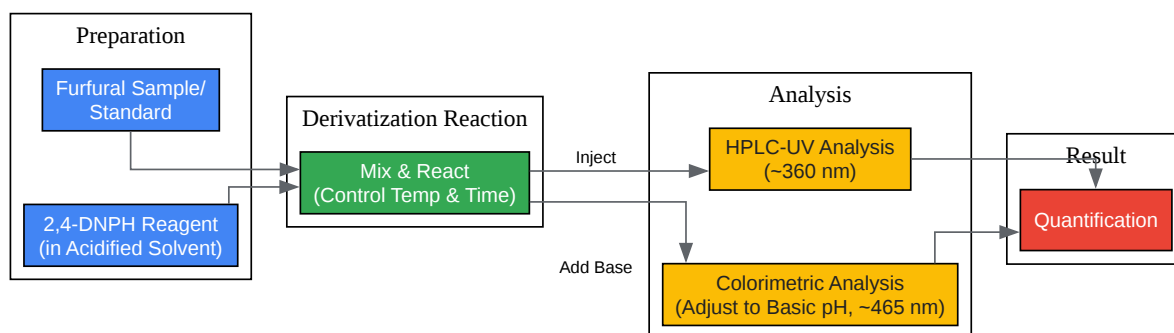 Preparation
Furfural Sample/
Standard
2,4-DNPH Reagent
(in Acidified Solvent)
Derivatization Reaction
Mix & React
(Control Temp & Time)
Inject
Add Base
Analysis
HPLC-UV Analysis
(~360 nm)
Colorimetric Analysis
(Adjust to Basic pH, ~465 nm)
Result
Quantification